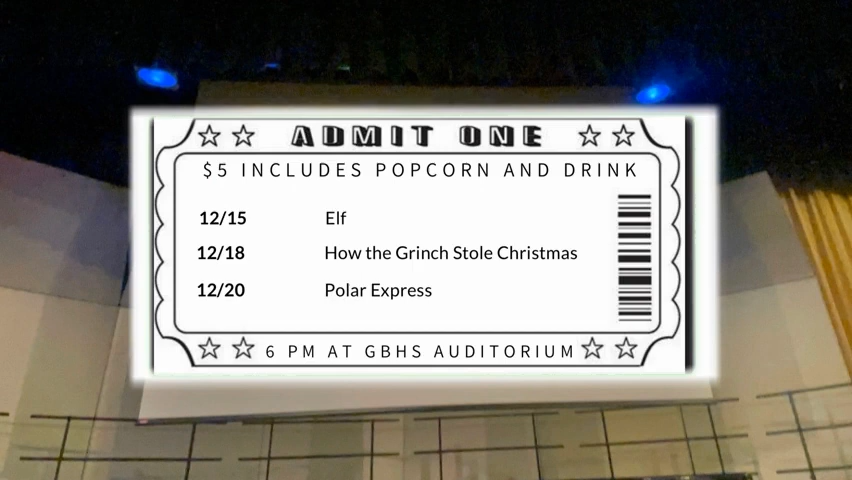 ADMIT ONE
$5 INCLUDES POPCORN AND DRINK
12/15 Elf
12/18 How the Grinch Stole Christmas
12/20 Polar Express
6 PM AT GBHS AUDITORIUM